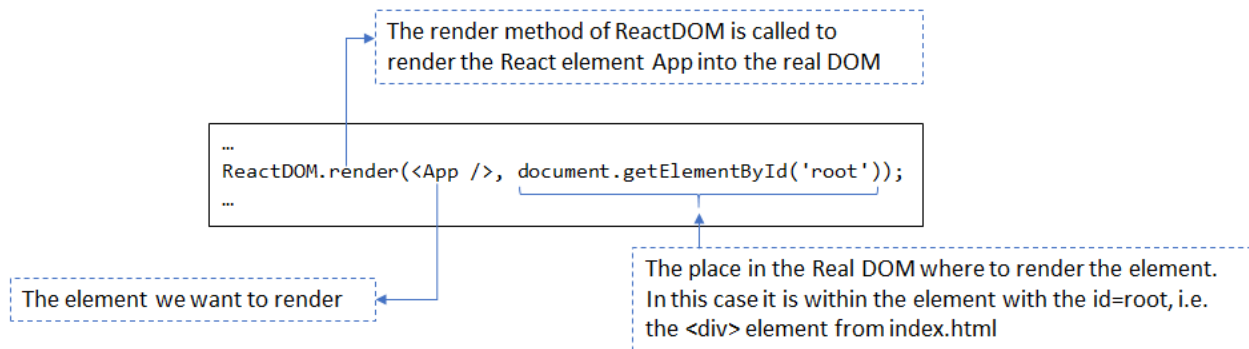 The render method of ReactDOM is called to
render the React element App into the real DOM
…
ReactDOM.render(<App />, document.getElementById('root'));
…
The element we want to render
The place in the Real DOM where to render the element.
In this case it is within the element with the id=root, i.e.
the <div> element from index.html